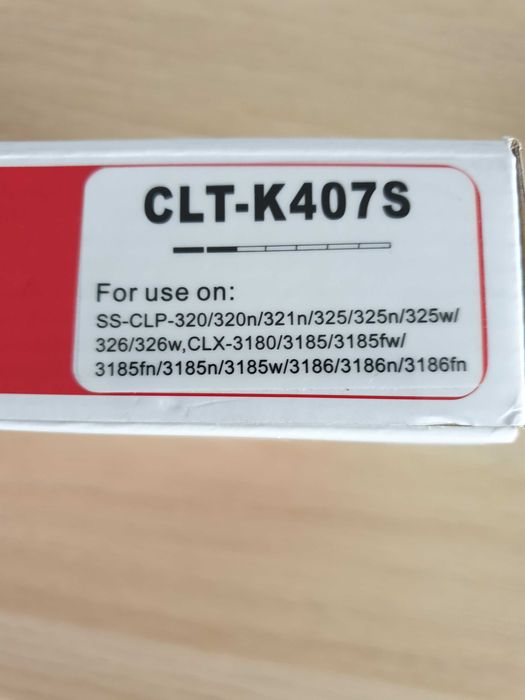 CLT-K407S
For use on:
SS-CLP-320/320n/321n/325/325n/325w/
326/326w,CLX-3180/3185/3185fw/
3185fn/3185n/3185w/3186/3186n/3186fn